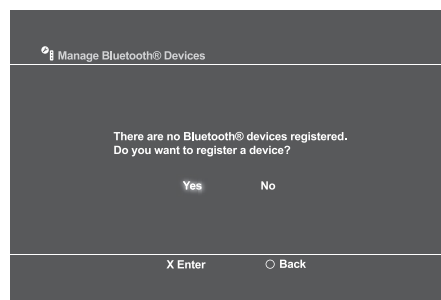 Manage Bluetooth® Devices
There are no Bluetooth® devices registered.
Do you want to register a device?
Yes No
X Enter ○ Back